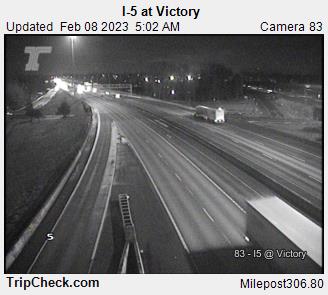 I-5 at Victory
Updated Feb 08 2023 5:02 AM Camera 83
S
83 - I5 @ Victory
TripCheck.com Milepost306.80